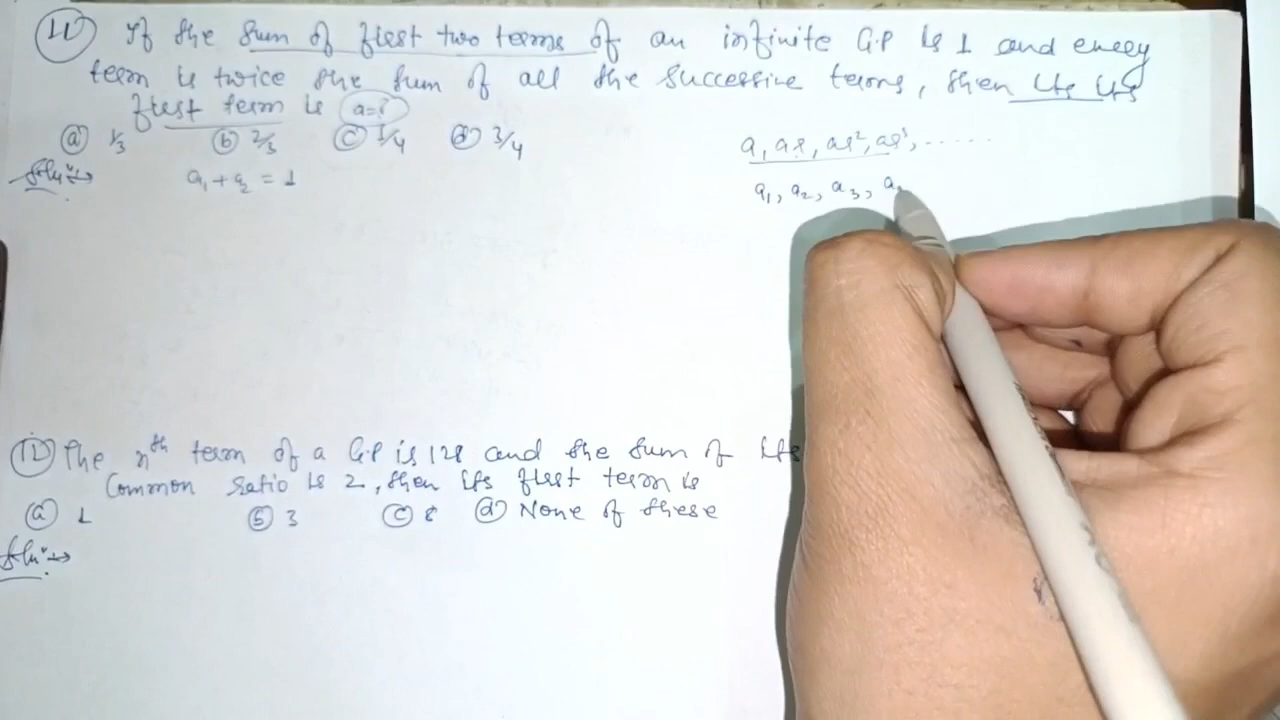 11 If the sum of first two terms of an infinite G.P is 1 and every
term is twice the sum of all the successive terms, then its its
first term is a=?
(a) 1/3 (b) 2/3 (c) 1/4 (d) 3/4
a, ar, ar², ar³, ......
Soln:→ a₁ + a₂ = 1
a₁, a₂, a₃, a
12 The nth term of a G.P is 128 and the sum of its
common ratio is 2, then its first term is
(a) 1 (b) 3 (c) 8 (d) None of these
Soln:→